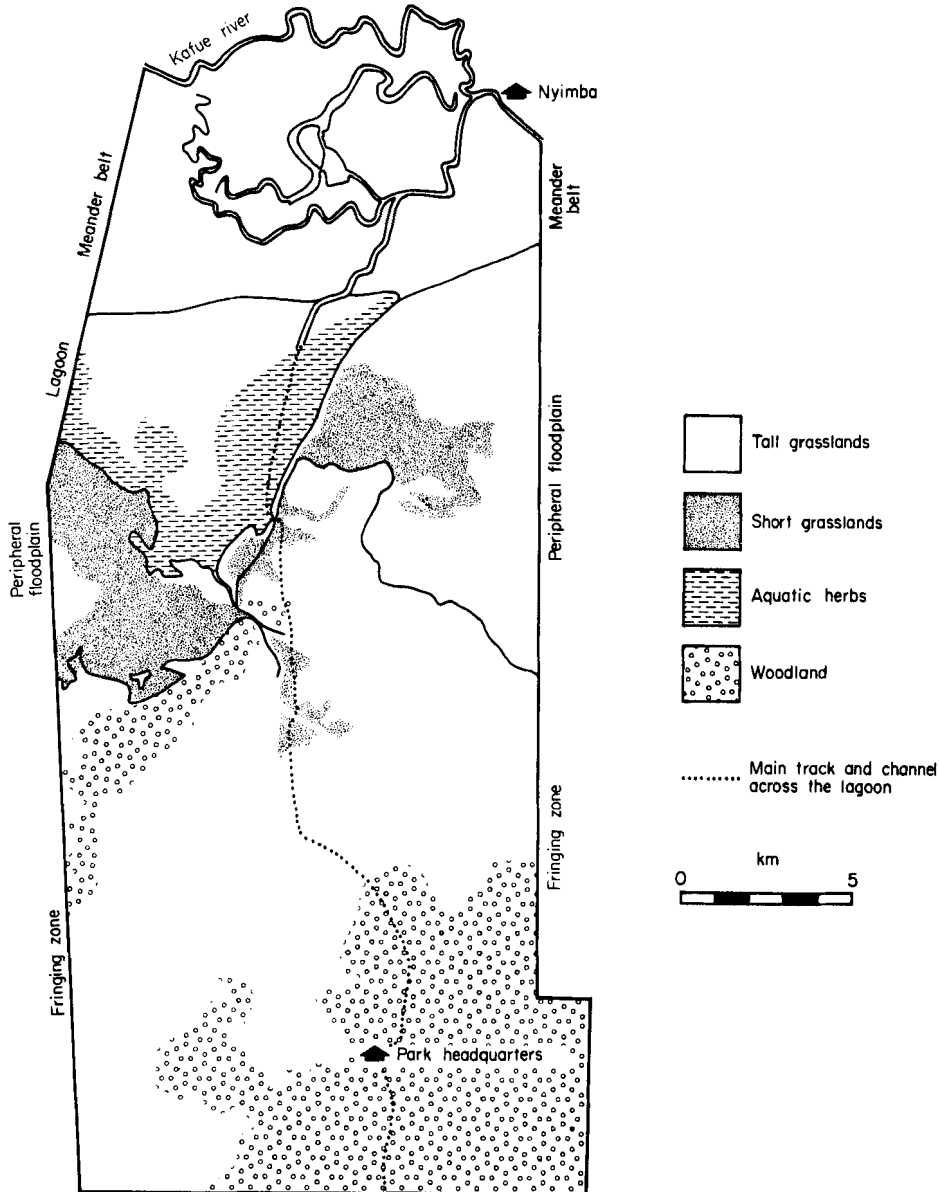 Kafue river
Nyimba
Meander belt
Meander
belt
Lagoon
Peripheral floodplain
Peripheral
floodplain
Fringing zone
Fringing zone
Park headquarters
Tall grasslands
Short grasslands
Aquatic herbs
Woodland
Main track and channel
across the lagoon
km
0 5